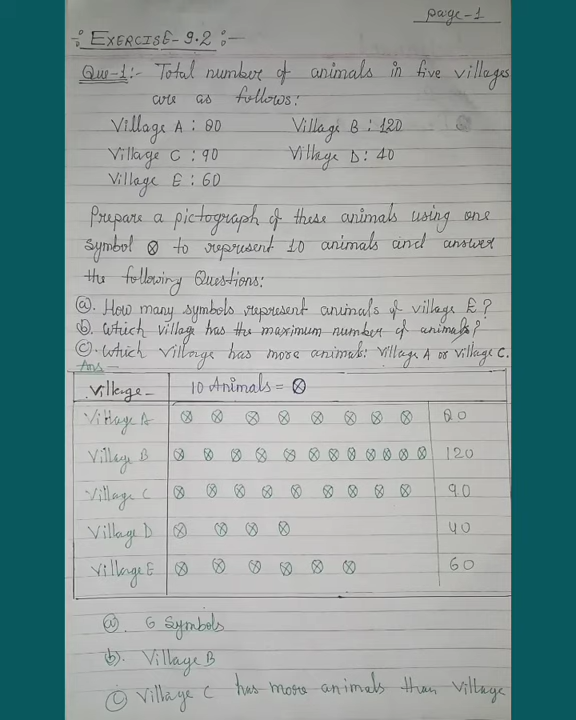 page-1
÷ EXERCISE-9.2 :-
Que-1:- Total number of animals in five villages
are as follows:
Village A : 80 Village B : 120
Village C : 90 Village D : 40
Village E : 60
Prepare a pictograph of these animals using one
symbol ⊗ to represent 10 animals and answer
the following Questions:
(a). How many symbols represent animals of village E?
(b). Which village has the maximum number of animals?
(c). Which village has more animals: village A or village C.
Ans-
Village- 10 Animals = ⊗
Village A ⊗ ⊗ ⊗ ⊗ ⊗ ⊗ ⊗ ⊗ 80
Village B ⊗ ⊗ ⊗ ⊗ ⊗ ⊗ ⊗ ⊗ ⊗ ⊗ ⊗ ⊗ 120
Village C ⊗ ⊗ ⊗ ⊗ ⊗ ⊗ ⊗ ⊗ ⊗ 90
Village D ⊗ ⊗ ⊗ ⊗ 40
Village E ⊗ ⊗ ⊗ ⊗ ⊗ ⊗ 60
(a). 6 Symbols
(b). Village B
(c) Village C has more animals than Village